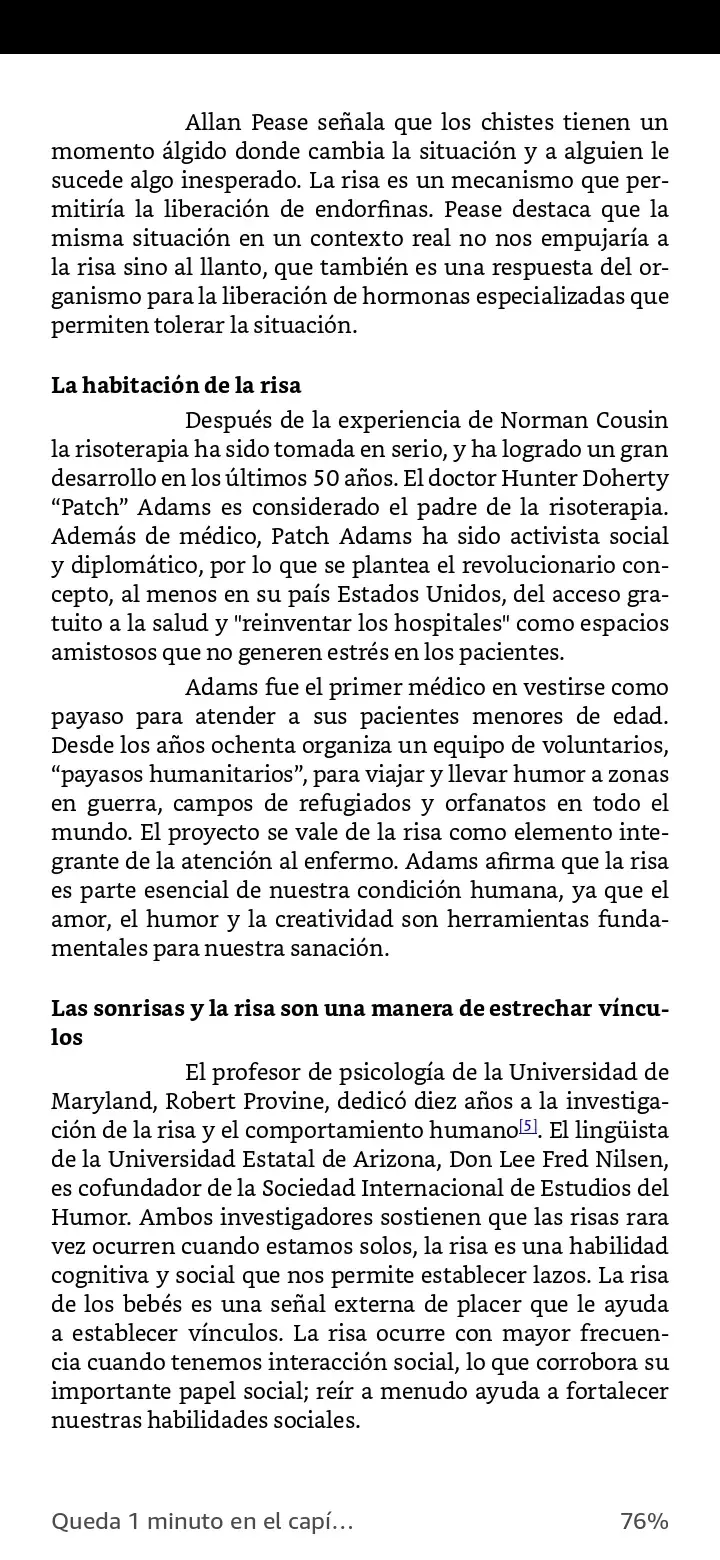 Allan Pease señala que los chistes tienen un
momento álgido donde cambia la situación y a alguien le
sucede algo inesperado. La risa es un mecanismo que per-
mitiría la liberación de endorfinas. Pease destaca que la
misma situación en un contexto real no nos empujaría a
la risa sino al llanto, que también es una respuesta del or-
ganismo para la liberación de hormonas especializadas que
permiten tolerar la situación.
La habitación de la risa
Después de la experiencia de Norman Cousin
la risoterapia ha sido tomada en serio, y ha logrado un gran
desarrollo en los últimos 50 años. El doctor Hunter Doherty
“Patch” Adams es considerado el padre de la risoterapia.
Además de médico, Patch Adams ha sido activista social
y diplomático, por lo que se plantea el revolucionario con-
cepto, al menos en su país Estados Unidos, del acceso gra-
tuito a la salud y "reinventar los hospitales" como espacios
amistosos que no generen estrés en los pacientes.
Adams fue el primer médico en vestirse como
payaso para atender a sus pacientes menores de edad.
Desde los años ochenta organiza un equipo de voluntarios,
“payasos humanitarios”, para viajar y llevar humor a zonas
en guerra, campos de refugiados y orfanatos en todo el
mundo. El proyecto se vale de la risa como elemento inte-
grante de la atención al enfermo. Adams afirma que la risa
es parte esencial de nuestra condición humana, ya que el
amor, el humor y la creatividad son herramientas funda-
mentales para nuestra sanación.
Las sonrisas y la risa son una manera de estrechar víncu-
los
El profesor de psicología de la Universidad de
Maryland, Robert Provine, dedicó diez años a la investiga-
ción de la risa y el comportamiento humano[5]. El lingüista
de la Universidad Estatal de Arizona, Don Lee Fred Nilsen,
es cofundador de la Sociedad Internacional de Estudios del
Humor. Ambos investigadores sostienen que las risas rara
vez ocurren cuando estamos solos, la risa es una habilidad
cognitiva y social que nos permite establecer lazos. La risa
de los bebés es una señal externa de placer que le ayuda
a establecer vínculos. La risa ocurre con mayor frecuen-
cia cuando tenemos interacción social, lo que corrobora su
importante papel social; reír a menudo ayuda a fortalecer
nuestras habilidades sociales.
Queda 1 minuto en el capí… 76%